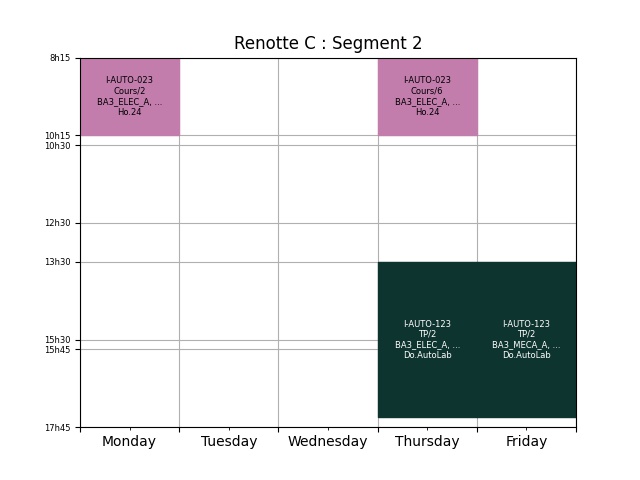 Renotte C : Segment 2
8h15
I-AUTO-023
Cours/2
BA3_ELEC_A, ...
Ho.24
I-AUTO-023
Cours/6
BA3_ELEC_A, ...
Ho.24
10h15
10h30
12h30
13h30
I-AUTO-123
TP/2
BA3_ELEC_A, ...
Do.AutoLab
I-AUTO-123
TP/2
BA3_MECA_A, ...
Do.AutoLab
15h30
15h45
17h45
Monday Tuesday Wednesday Thursday Friday